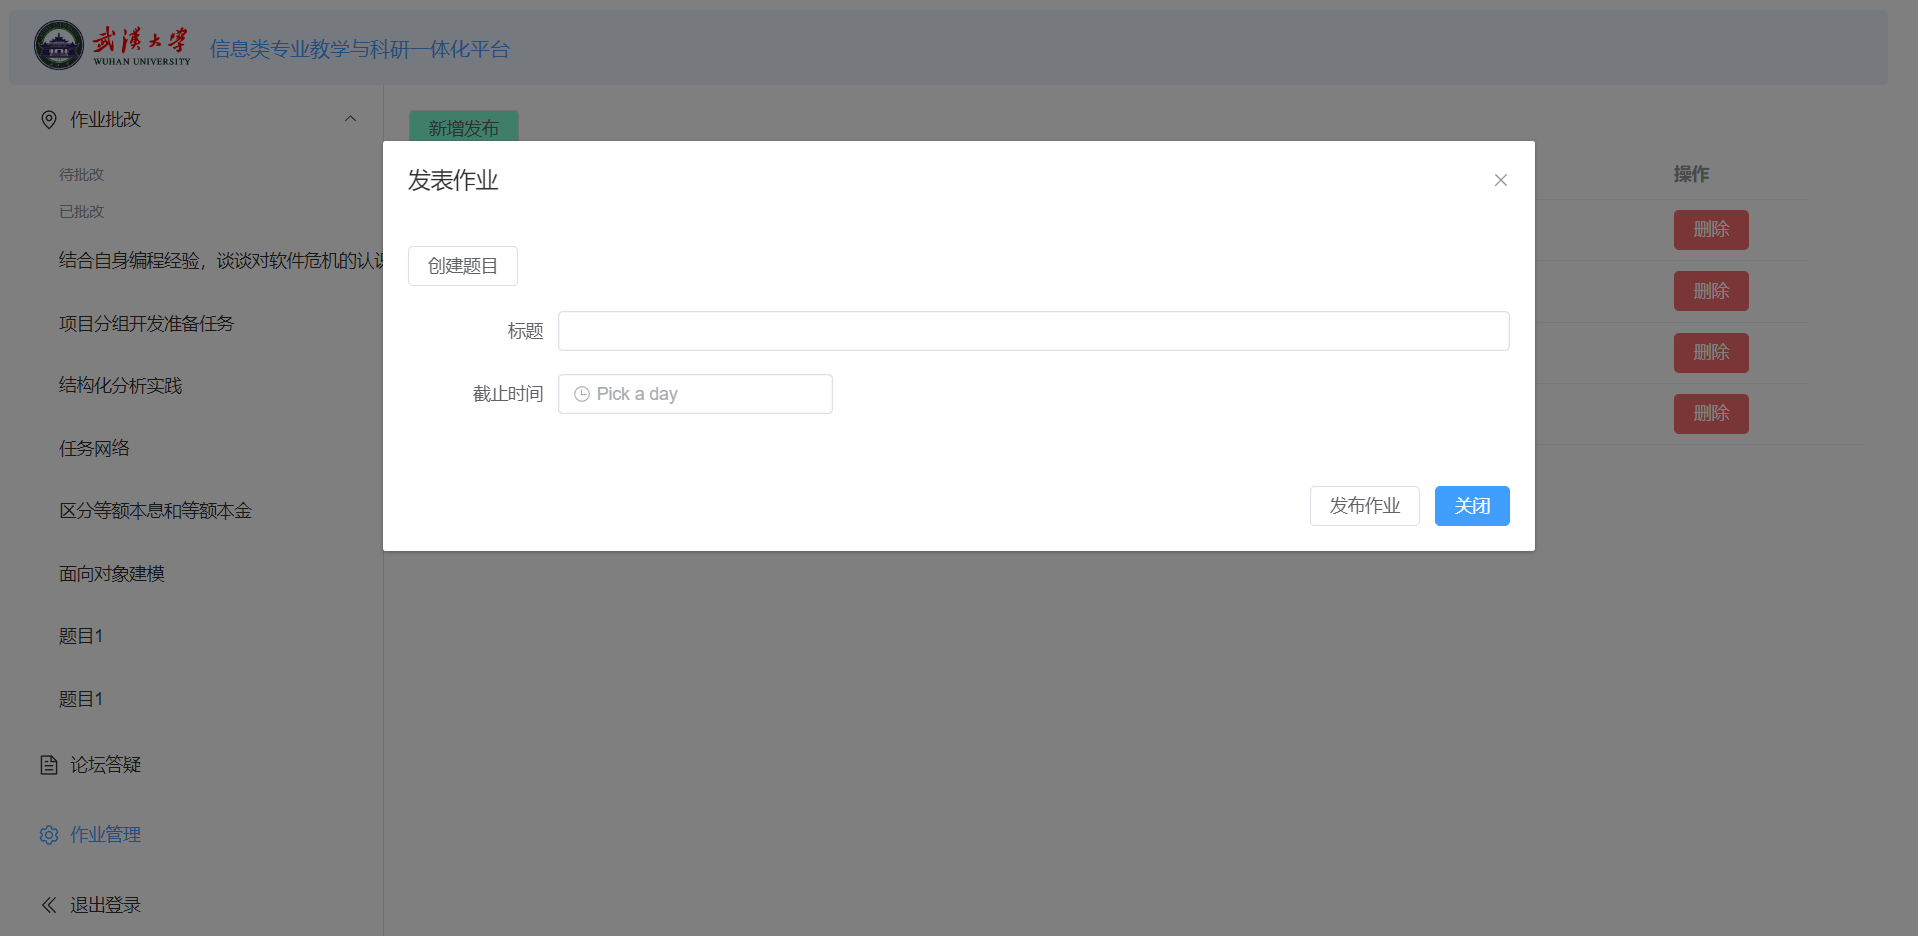 武漢大学
WUHAN UNIVERSITY
信息类专业教学与科研一体化平台
作业批改
待批改
已批改
结合自身编程经验，谈谈对软件危机的认识
项目分组开发准备任务
结构化分析实践
任务网络
区分等额本息和等额本金
面向对象建模
题目1
题目1
论坛答疑
作业管理
退出登录
新增发布
操作
删除
删除
删除
删除
发表作业
创建题目
标题
截止时间
Pick a day
发布作业
关闭